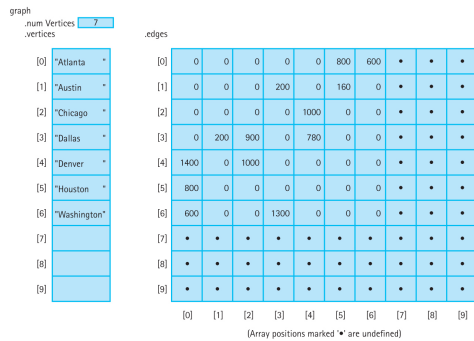 graph
.num Vertices 7
.vertices .edges
[0] "Atlanta " [0] 0 0 0 0 0 800 600 • • •
[1] "Austin " [1] 0 0 0 200 0 160 0 • • •
[2] "Chicago " [2] 0 0 0 0 1000 0 0 • • •
[3] "Dallas " [3] 0 200 900 0 780 0 0 • • •
[4] "Denver " [4] 1400 0 1000 0 0 0 0 • • •
[5] "Houston " [5] 800 0 0 0 0 0 0 • • •
[6] "Washington" [6] 600 0 0 1300 0 0 0 • • •
[7] [7] • • • • • • • • • •
[8] [8] • • • • • • • • • •
[9] [9] • • • • • • • • • •
[0] [1] [2] [3] [4] [5] [6] [7] [8] [9]
(Array positions marked '•' are undefined)